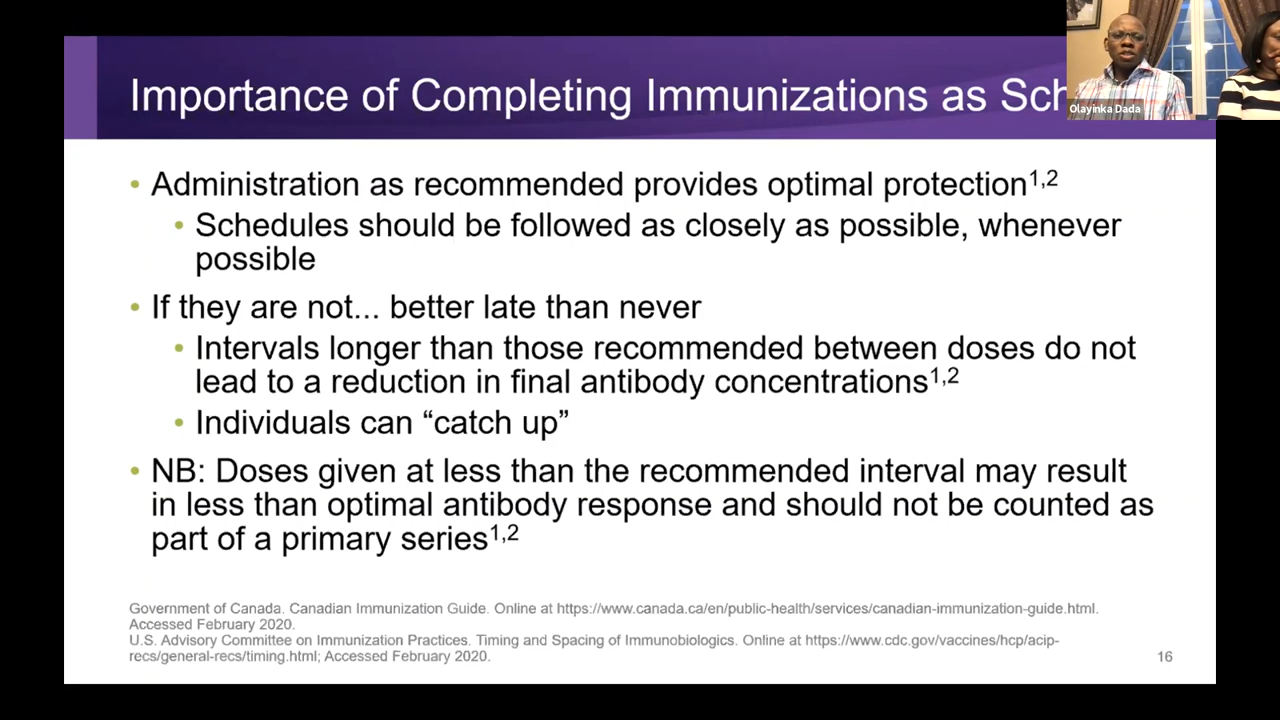 Importance of Completing Immunizations as Sch
Olayinka Dada
• Administration as recommended provides optimal protection1,2
• Schedules should be followed as closely as possible, whenever
possible
• If they are not... better late than never
• Intervals longer than those recommended between doses do not
lead to a reduction in final antibody concentrations1,2
• Individuals can “catch up”
• NB: Doses given at less than the recommended interval may result
in less than optimal antibody response and should not be counted as
part of a primary series1,2
Government of Canada. Canadian Immunization Guide. Online at https://www.canada.ca/en/public-health/services/canadian-immunization-guide.html.
Accessed February 2020.
U.S. Advisory Committee on Immunization Practices. Timing and Spacing of Immunobiologics. Online at https://www.cdc.gov/vaccines/hcp/acip-
recs/general-recs/timing.html; Accessed February 2020.
16